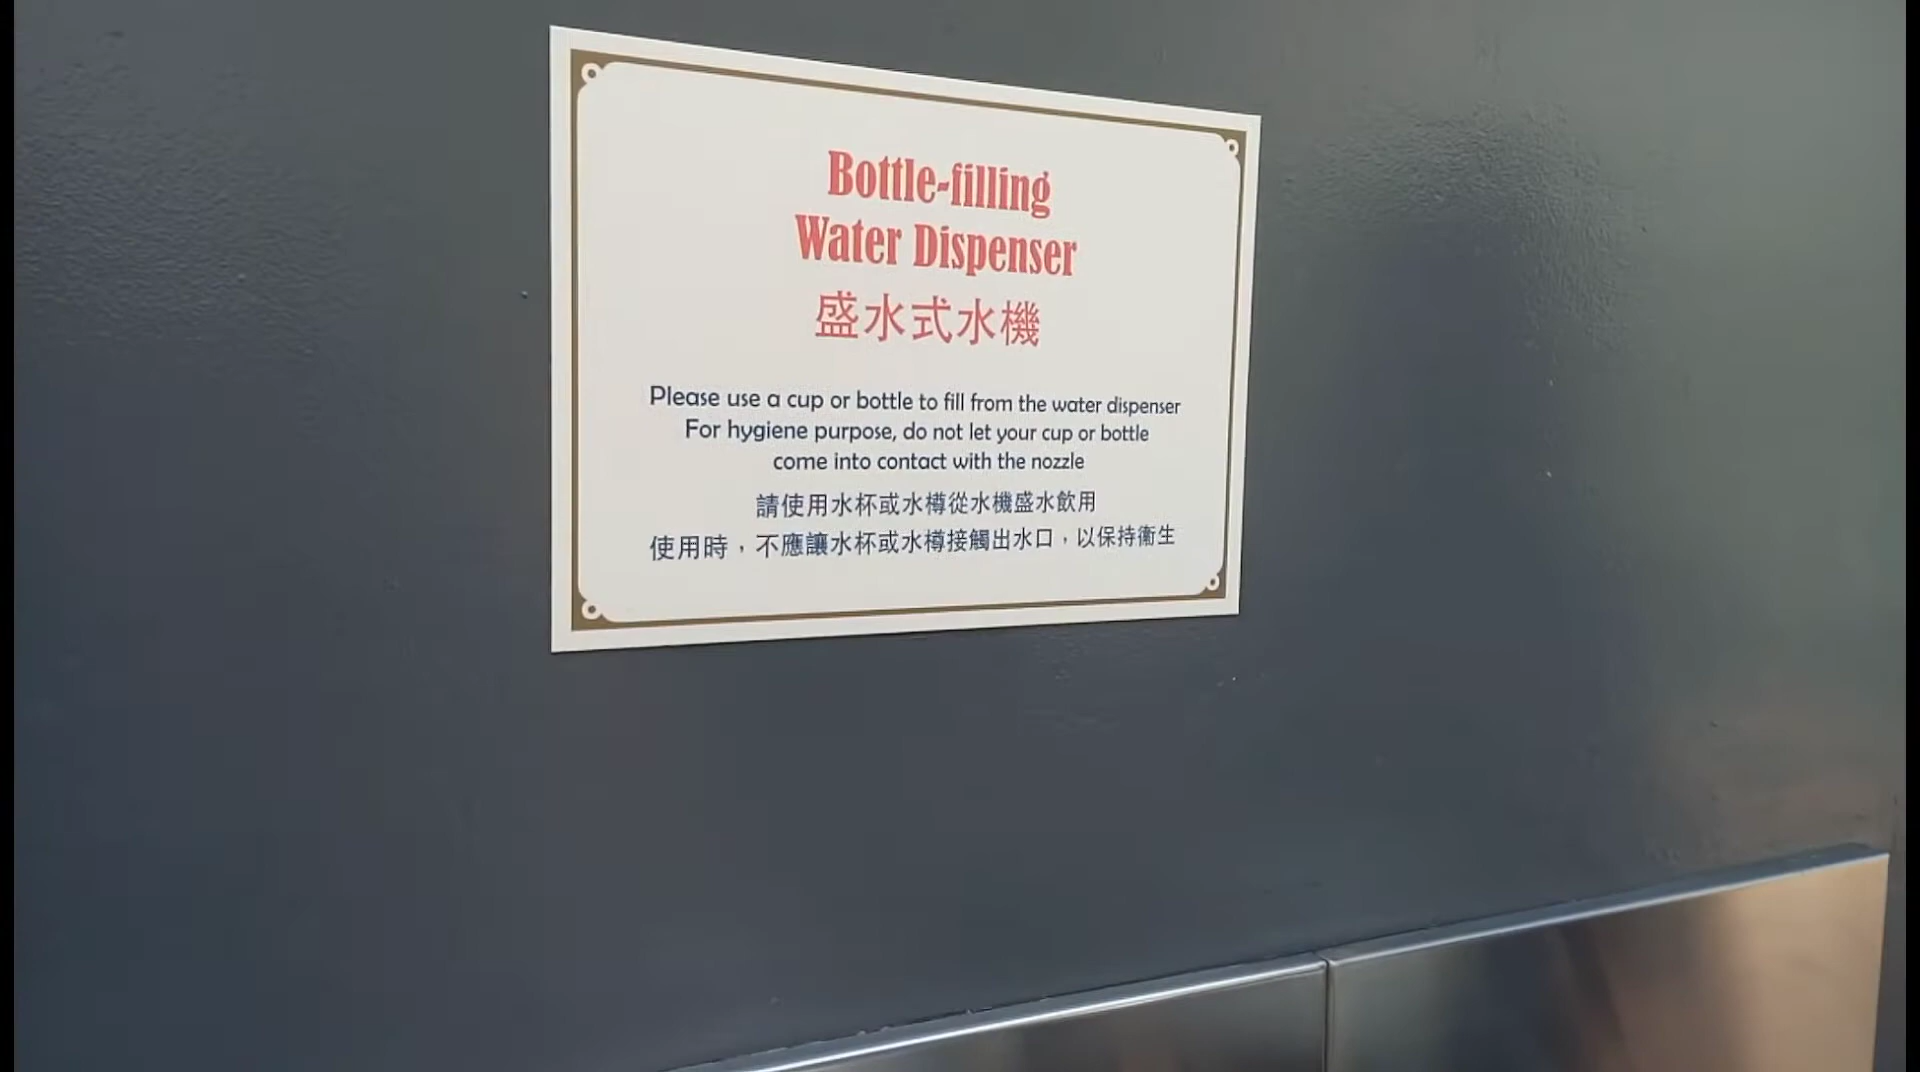 Bottle-filling
Water Dispenser
盛水式水機
Please use a cup or bottle to fill from the water dispenser
For hygiene purpose, do not let your cup or bottle
come into contact with the nozzle
請使用水杯或水樽從水機盛水飲用
使用時，不應讓水杯或水樽接觸出水口，以保持衞生